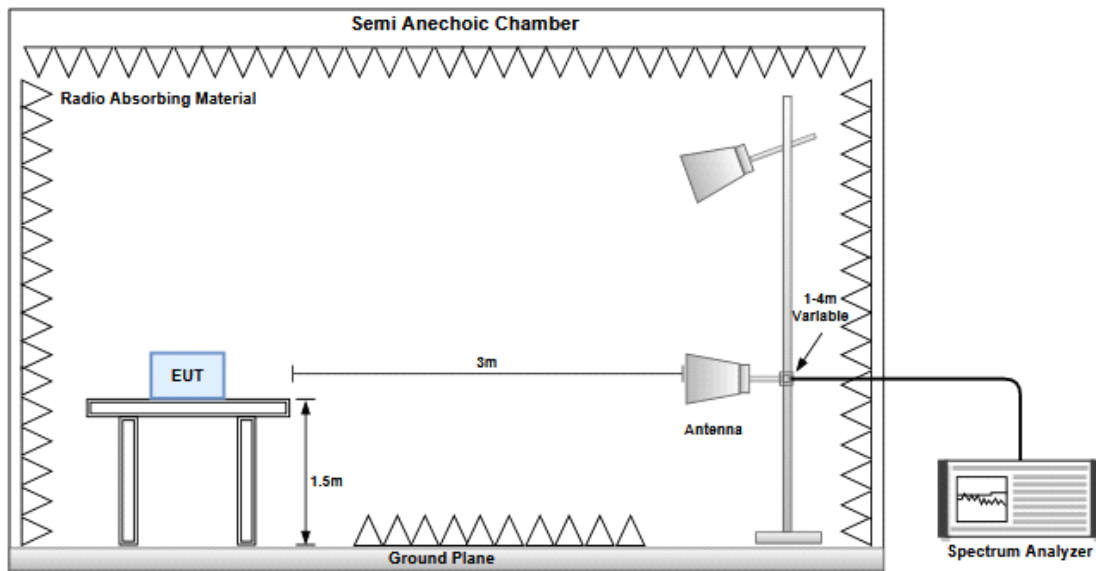 Semi Anechoic Chamber
Radio Absorbing Material
1-4m
Variable
3m
EUT
Antenna
1.5m
Ground Plane
Spectrum Analyzer